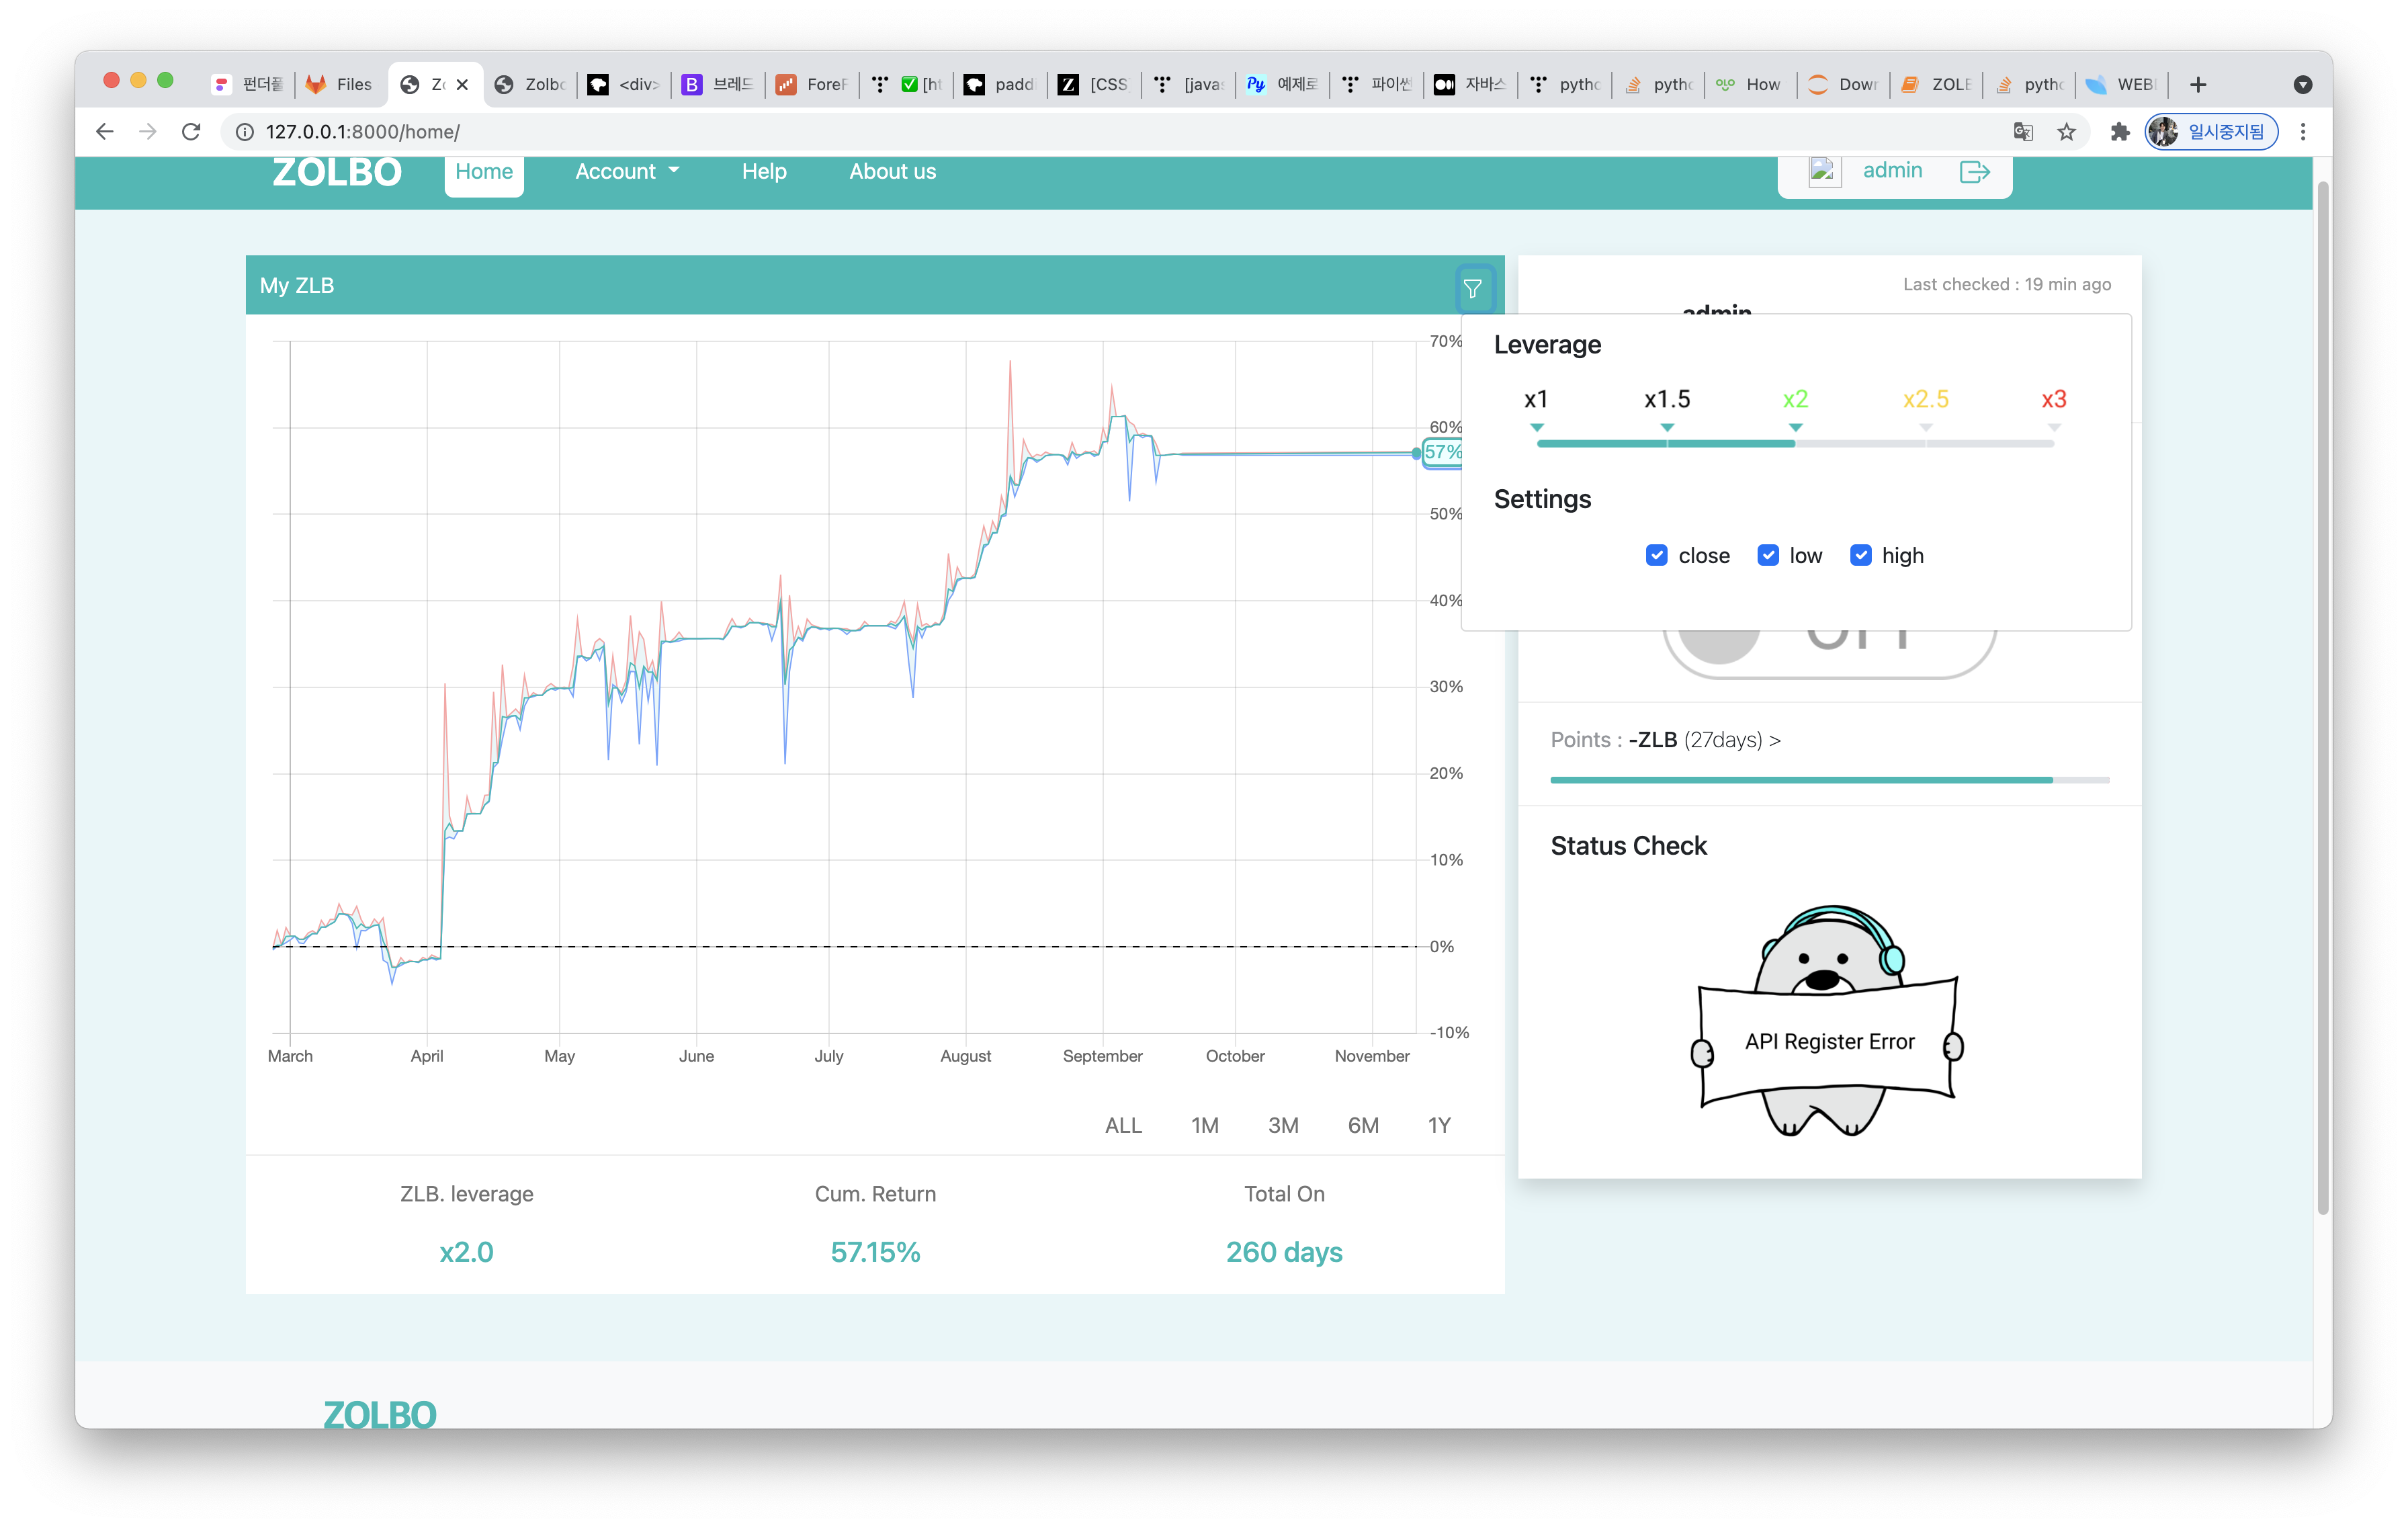 펀더풀 Files Zo Zolbo <div> B 브레드 ForeF [ht padd Z [CSS [javas Py 예제로 파이썬 자바스 pytho pytho How Down ZOLB pytho WEB
127.0.0.1:8000/home/ 일시중지됨
ZOLBO Home Account Help About us admin
My ZLB
Last checked : 19 min ago
admin
Leverage
x1 x1.5 x2 x2.5 x3
Settings
close low high
OFF
70%
60%
57%
50%
40%
30%
20%
10%
0%
-10%
March April May June July August September October November
ALL 1M 3M 6M 1Y
ZLB. leverage Cum. Return Total On
x2.0 57.15% 260 days
Points : -ZLB (27days) >
Status Check
API Register Error
ZOLBO